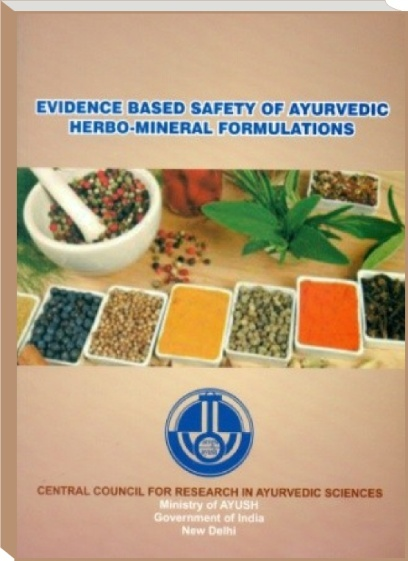 EVIDENCE BASED SAFETY OF AYURVEDIC
HERBO-MINERAL FORMULATIONS
CENTRAL COUNCIL FOR RESEARCH IN AYURVEDIC SCIENCES
Ministry of AYUSH
Government of India
New Delhi